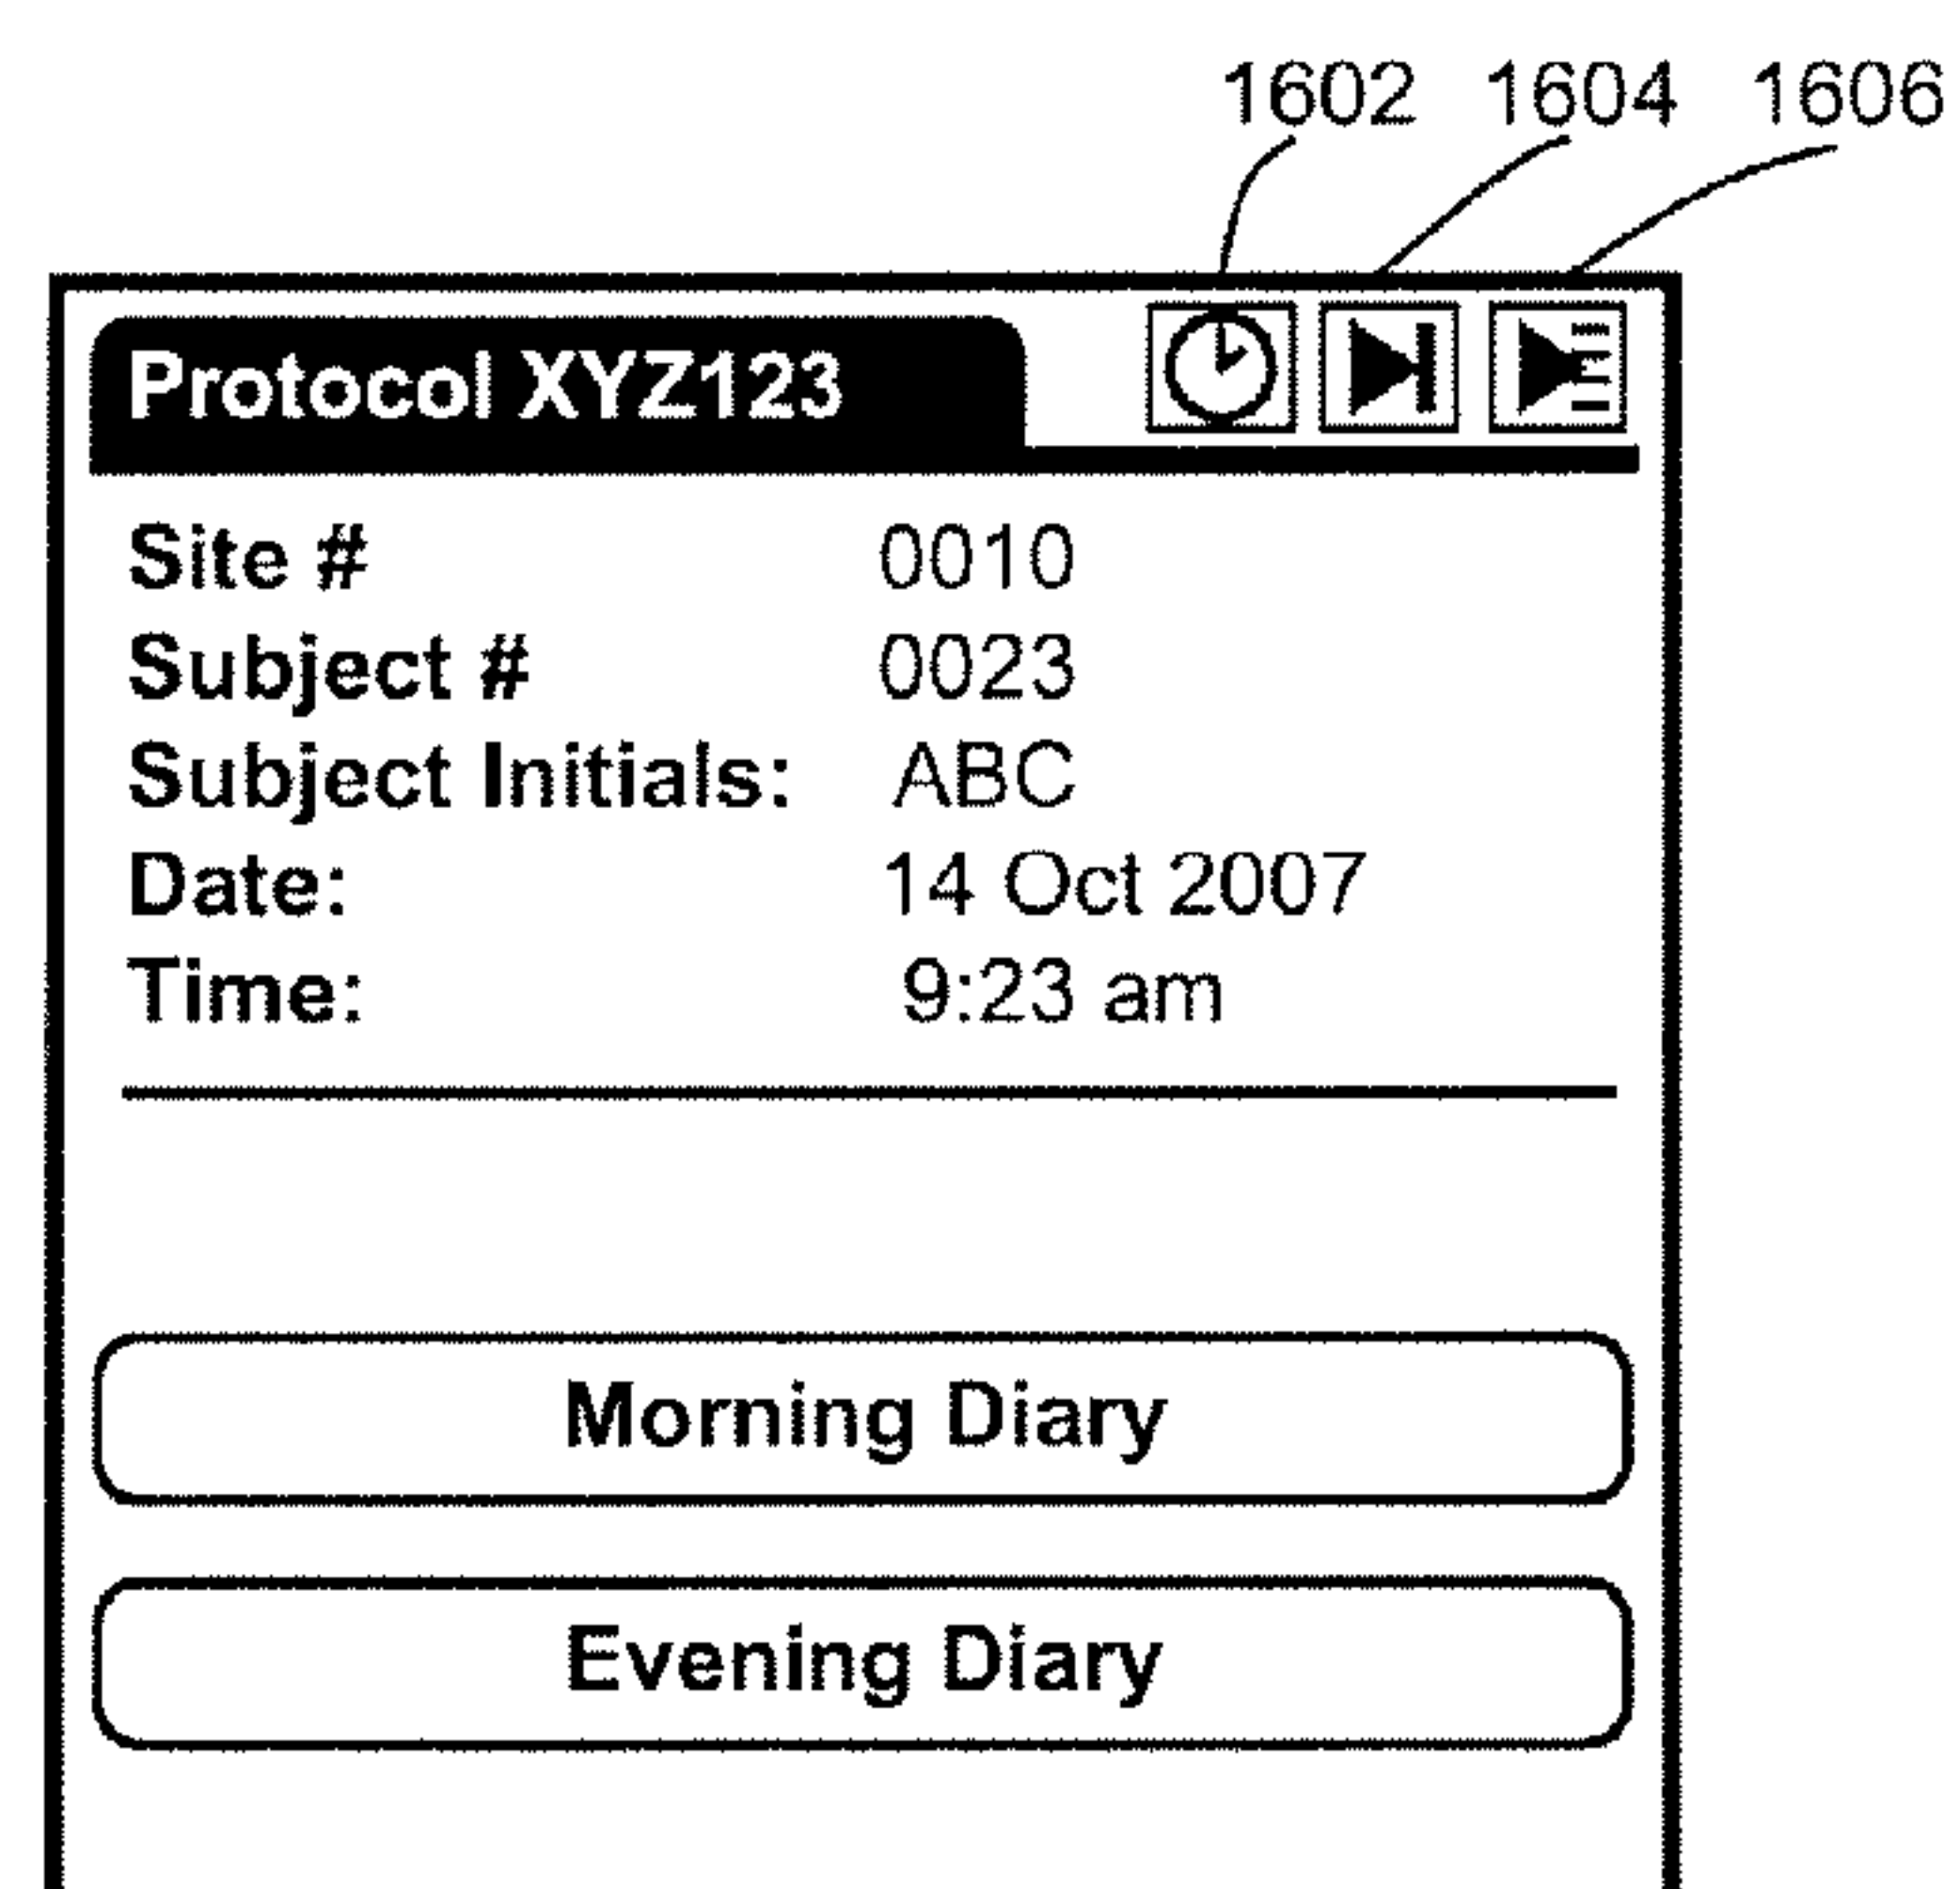 1602 1604 1606
Protocol XYZ123
Site # 0010
Subject # 0023
Subject Initials: ABC
Date: 14 Oct 2007
Time: 9:23 am
Morning Diary
Evening Diary